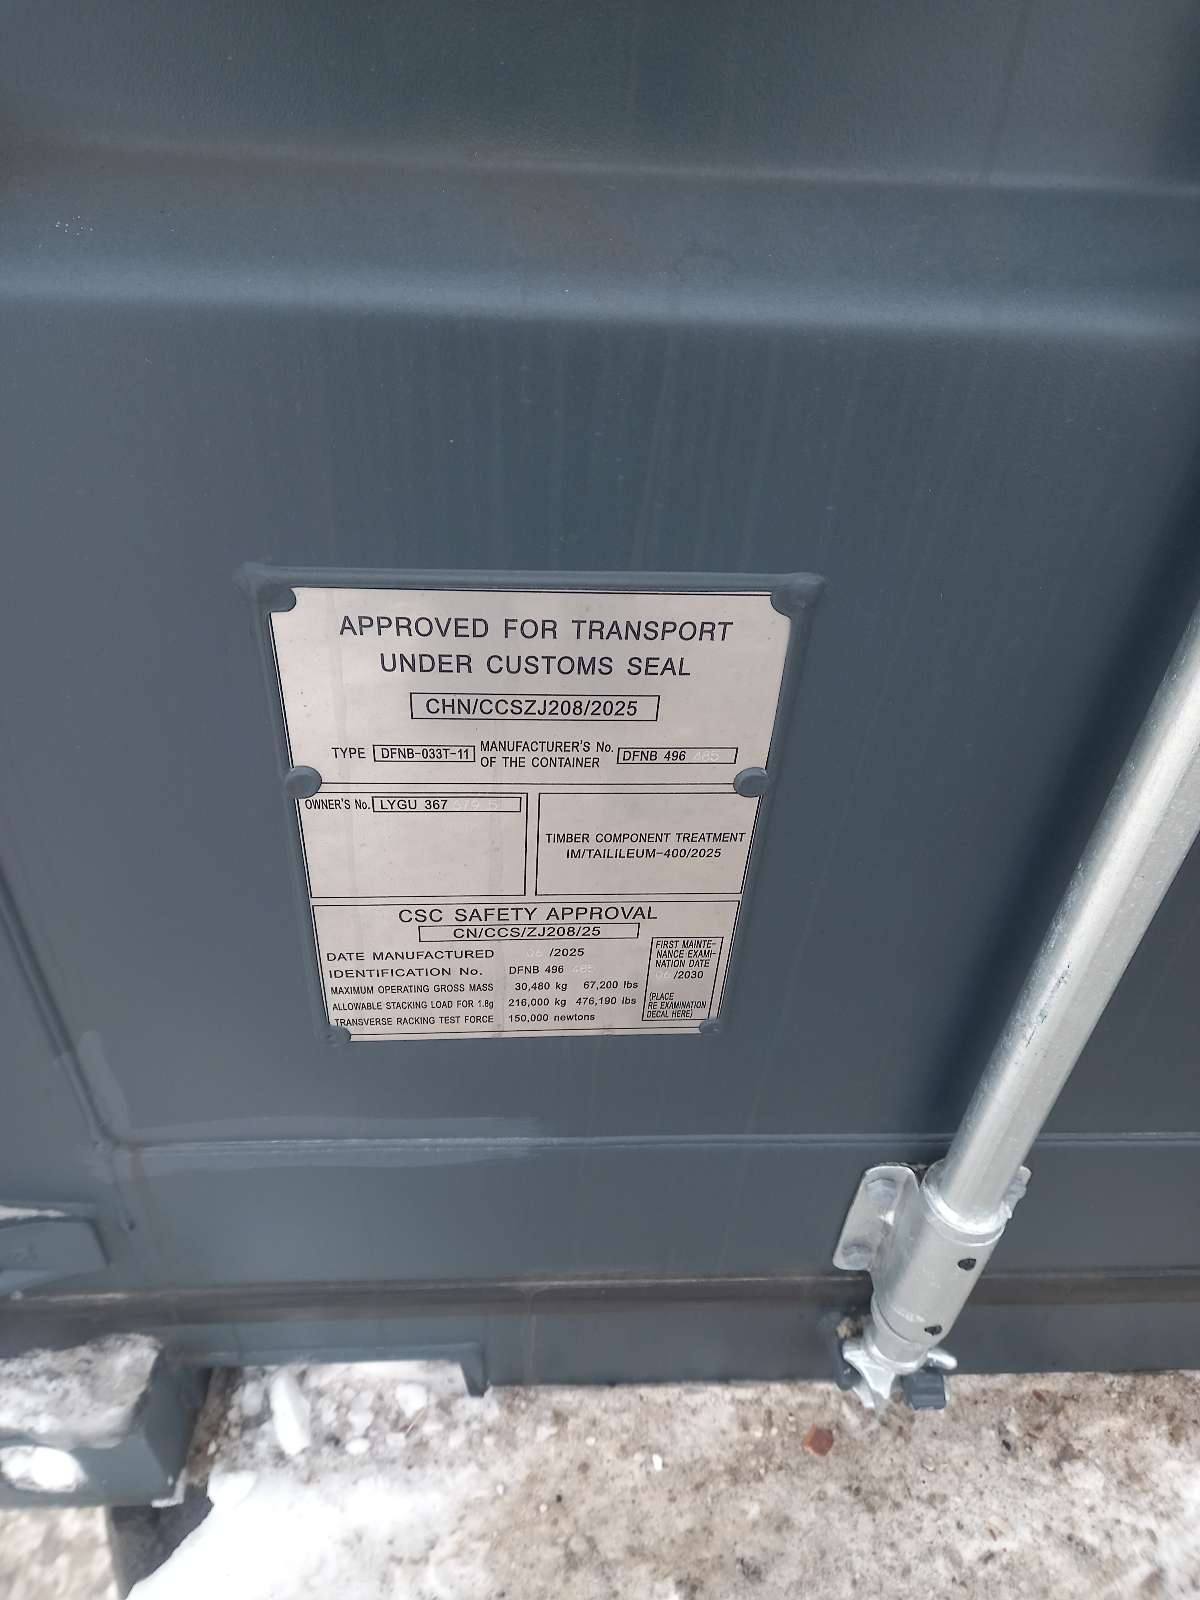 APPROVED FOR TRANSPORT
UNDER CUSTOMS SEAL
CHN/CCSZJ208/2025
TYPE DFNB-033T-11 MANUFACTURER'S No. OF THE CONTAINER DFNB 496
OWNER'S No. LYGU 367
TIMBER COMPONENT TREATMENT
IM/TAILILEUM-400/2025
CSC SAFETY APPROVAL
CN/CCS/ZJ208/25
DATE MANUFACTURED /2025
IDENTIFICATION No. DFNB 496
MAXIMUM OPERATING GROSS MASS 30,480 kg 67,200 lbs
ALLOWABLE STACKING LOAD FOR 1.8g 216,000 kg 476,190 lbs
TRANSVERSE RACKING TEST FORCE 150,000 newtons
FIRST MAINTE-
NANCE EXAMI-
NATION DATE
/2030
(PLACE
RE EXAMINATION
DECAL HERE)